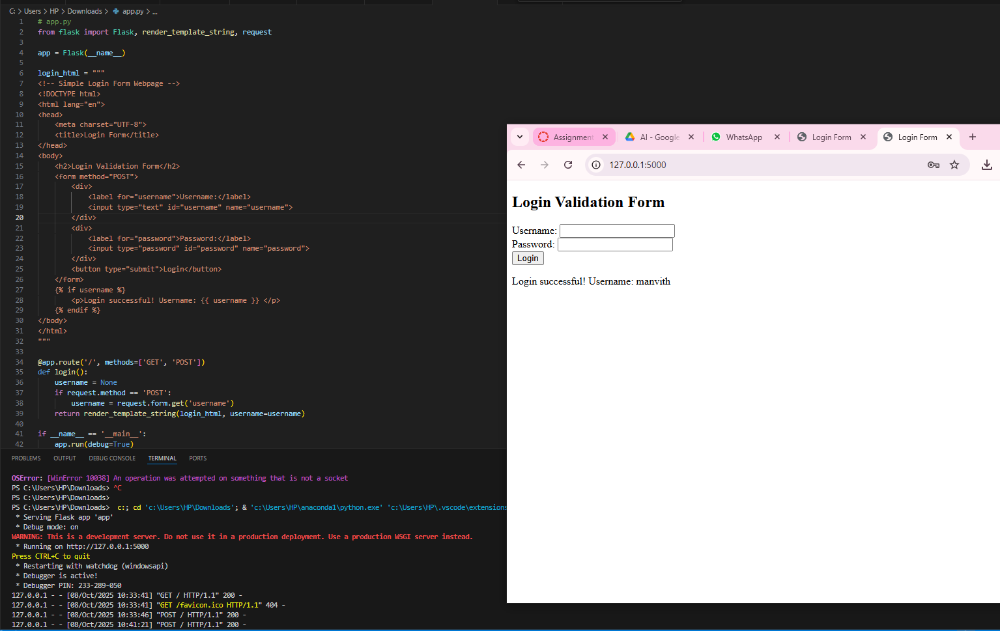 C: > Users > HP > Downloads > app.py > ...
1 # app.py
2 from flask import Flask, render_template_string, request
3
4 app = Flask(__name__)
5
6 login_html = """
7 <!-- Simple Login Form Webpage -->
8 <!DOCTYPE html>
9 <html lang="en">
10 <head>
11 <meta charset="UTF-8">
12 <title>Login Form</title>
13 </head>
14 <body>
15 <h2>Login Validation Form</h2>
16 <form method="POST">
17 <div>
18 <label for="username">Username:</label>
19 <input type="text" id="username" name="username">
20 </div>
21 <div>
22 <label for="password">Password:</label>
23 <input type="password" id="password" name="password">
24 </div>
25 <button type="submit">Login</button>
26 </form>
27 {% if username %}
28 <p>Login successful! Username: {{ username }} </p>
29 {% endif %}
30 </body>
31 </html>
32 """
33
34 @app.route('/', methods=['GET', 'POST'])
35 def login():
36 username = None
37 if request.method == 'POST':
38 username = request.form.get('username')
39 return render_template_string(login_html, username=username)
40
41 if __name__ == '__main__':
42 app.run(debug=True)
PROBLEMS OUTPUT DEBUG CONSOLE TERMINAL PORTS
OSError: [WinError 10038] An operation was attempted on something that is not a socket
PS C:\Users\HP\Downloads> ^C
PS C:\Users\HP\Downloads>
PS C:\Users\HP\Downloads> c:; cd 'c:\Users\HP\Downloads'; & 'c:\Users\HP\anaconda1\python.exe' 'c:\Users\HP\.vscode\extensions
* Serving Flask app 'app'
* Debug mode: on
WARNING: This is a development server. Do not use it in a production deployment. Use a production WSGI server instead.
* Running on http://127.0.0.1:5000
Press CTRL+C to quit
* Restarting with watchdog (windowsapi)
* Debugger is active!
* Debugger PIN: 233-289-050
127.0.0.1 - - [08/Oct/2025 10:33:41] "GET / HTTP/1.1" 200 -
127.0.0.1 - - [08/Oct/2025 10:33:41] "GET /favicon.ico HTTP/1.1" 404 -
127.0.0.1 - - [08/Oct/2025 10:33:46] "POST / HTTP/1.1" 200 -
127.0.0.1 - - [08/Oct/2025 10:41:21] "POST / HTTP/1.1" 200 -
Assignment AI - Google WhatsApp Login Form Login Form
127.0.0.1:5000
Login Validation Form
Username:
Password:
Login
Login successful! Username: manvith